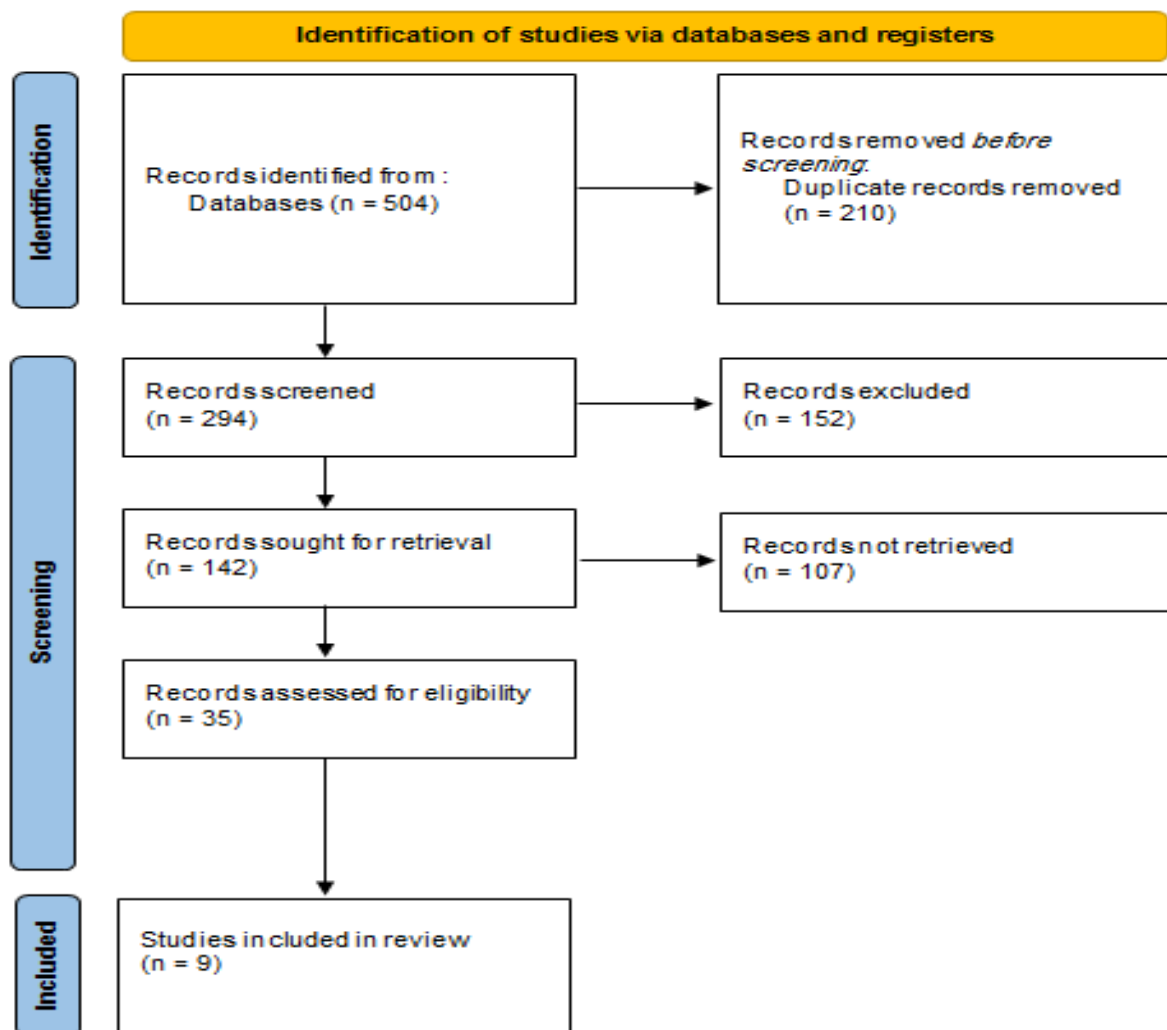 Identification of studies via databases and registers
Identification
Records identified from :
Databases (n = 504)
Records removed before
screening:
Duplicate records removed
(n = 210)
Screening
Records screened
(n = 294)
Records excluded
(n = 152)
Records sought for retrieval
(n = 142)
Records not retrieved
(n = 107)
Records assessed for eligibility
(n = 35)
Included
Studies included in review
(n = 9)